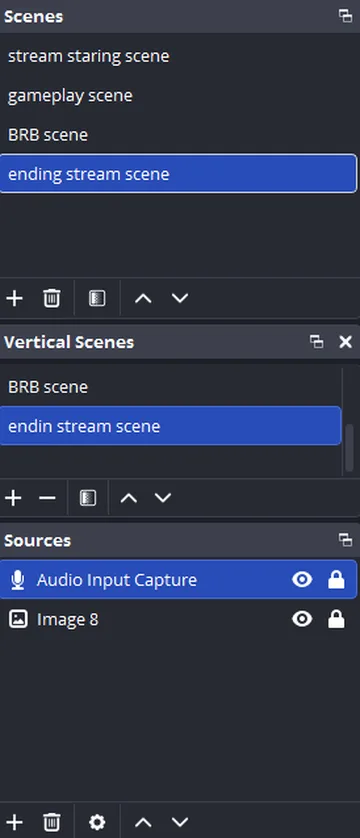 Scenes
stream staring scene
gameplay scene
BRB scene
ending stream scene
Vertical Scenes
BRB scene
endin stream scene
Sources
Audio Input Capture
Image 8